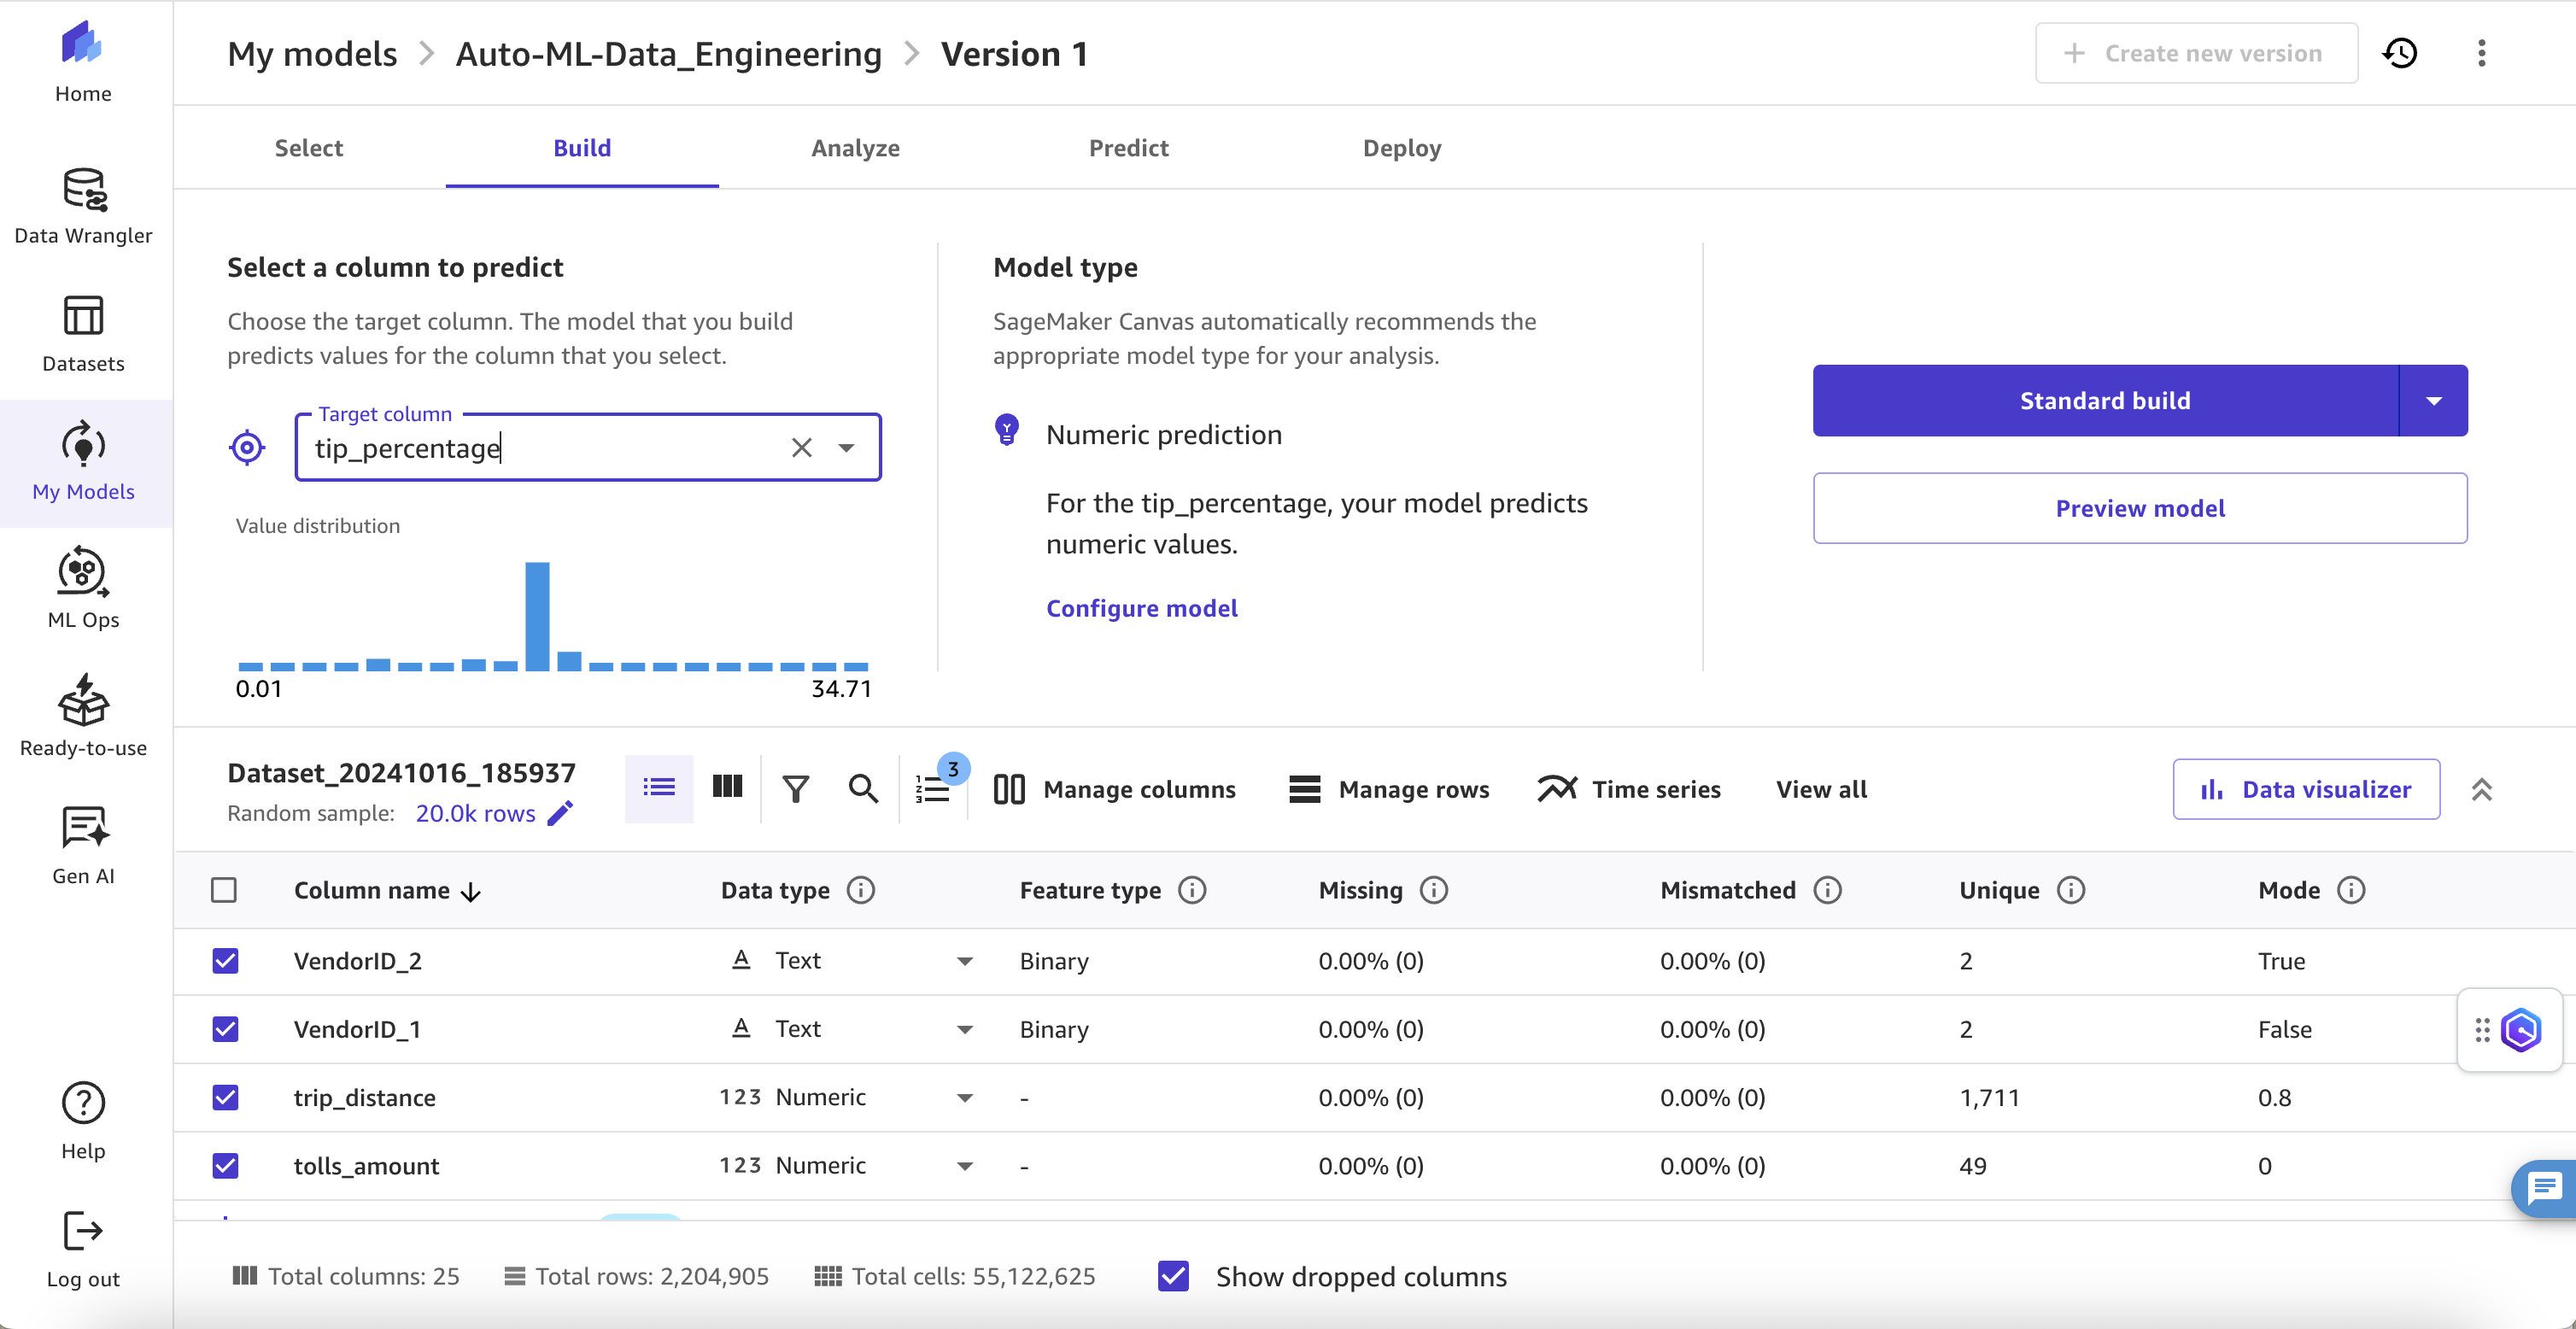 Home
Data Wrangler
Datasets
My Models
ML Ops
Ready-to-use
Gen AI
Help
Log out
My models > Auto-ML-Data_Engineering > Version 1
+ Create new version
Select
Build
Analyze
Predict
Deploy
Select a column to predict
Choose the target column. The model that you build
predicts values for the column that you select.
Target column
tip_percentage
Value distribution
0.01
34.71
Model type
SageMaker Canvas automatically recommends the
appropriate model type for your analysis.
Numeric prediction
For the tip_percentage, your model predicts
numeric values.
Configure model
Standard build
Preview model
Dataset_20241016_185937
Random sample: 20.0k rows
3
Manage columns
Manage rows
Time series
View all
Data visualizer
Column name Data type Feature type Missing Mismatched Unique Mode
VendorID_2 Text Binary 0.00% (0) 0.00% (0) 2 True
VendorID_1 Text Binary 0.00% (0) 0.00% (0) 2 False
trip_distance 123 Numeric - 0.00% (0) 0.00% (0) 1,711 0.8
tolls_amount 123 Numeric - 0.00% (0) 0.00% (0) 49 0
Total columns: 25
Total rows: 2,204,905
Total cells: 55,122,625
Show dropped columns